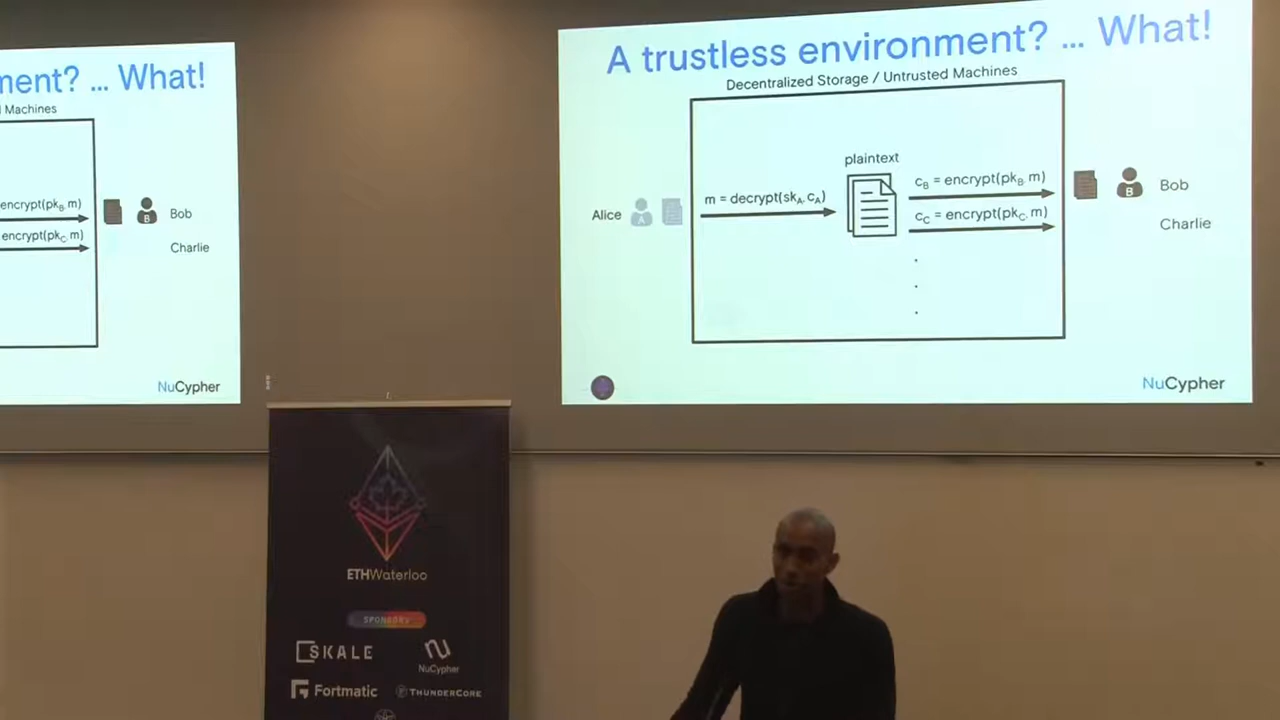 ment? ... What!
Machines
encrypt(pkB, m)
encrypt(pkC, m)
B
Bob
Charlie
NuCypher
A trustless environment? ... What!
Decentralized Storage / Untrusted Machines
Alice
A
m = decrypt(skA, cA)
plaintext
cB = encrypt(pkB, m)
cC = encrypt(pkC, m)
B
Bob
Charlie
NuCypher
ETHWaterloo
SPONSORS
SKALE
NuCypher
Fortmatic
THUNDERCORE